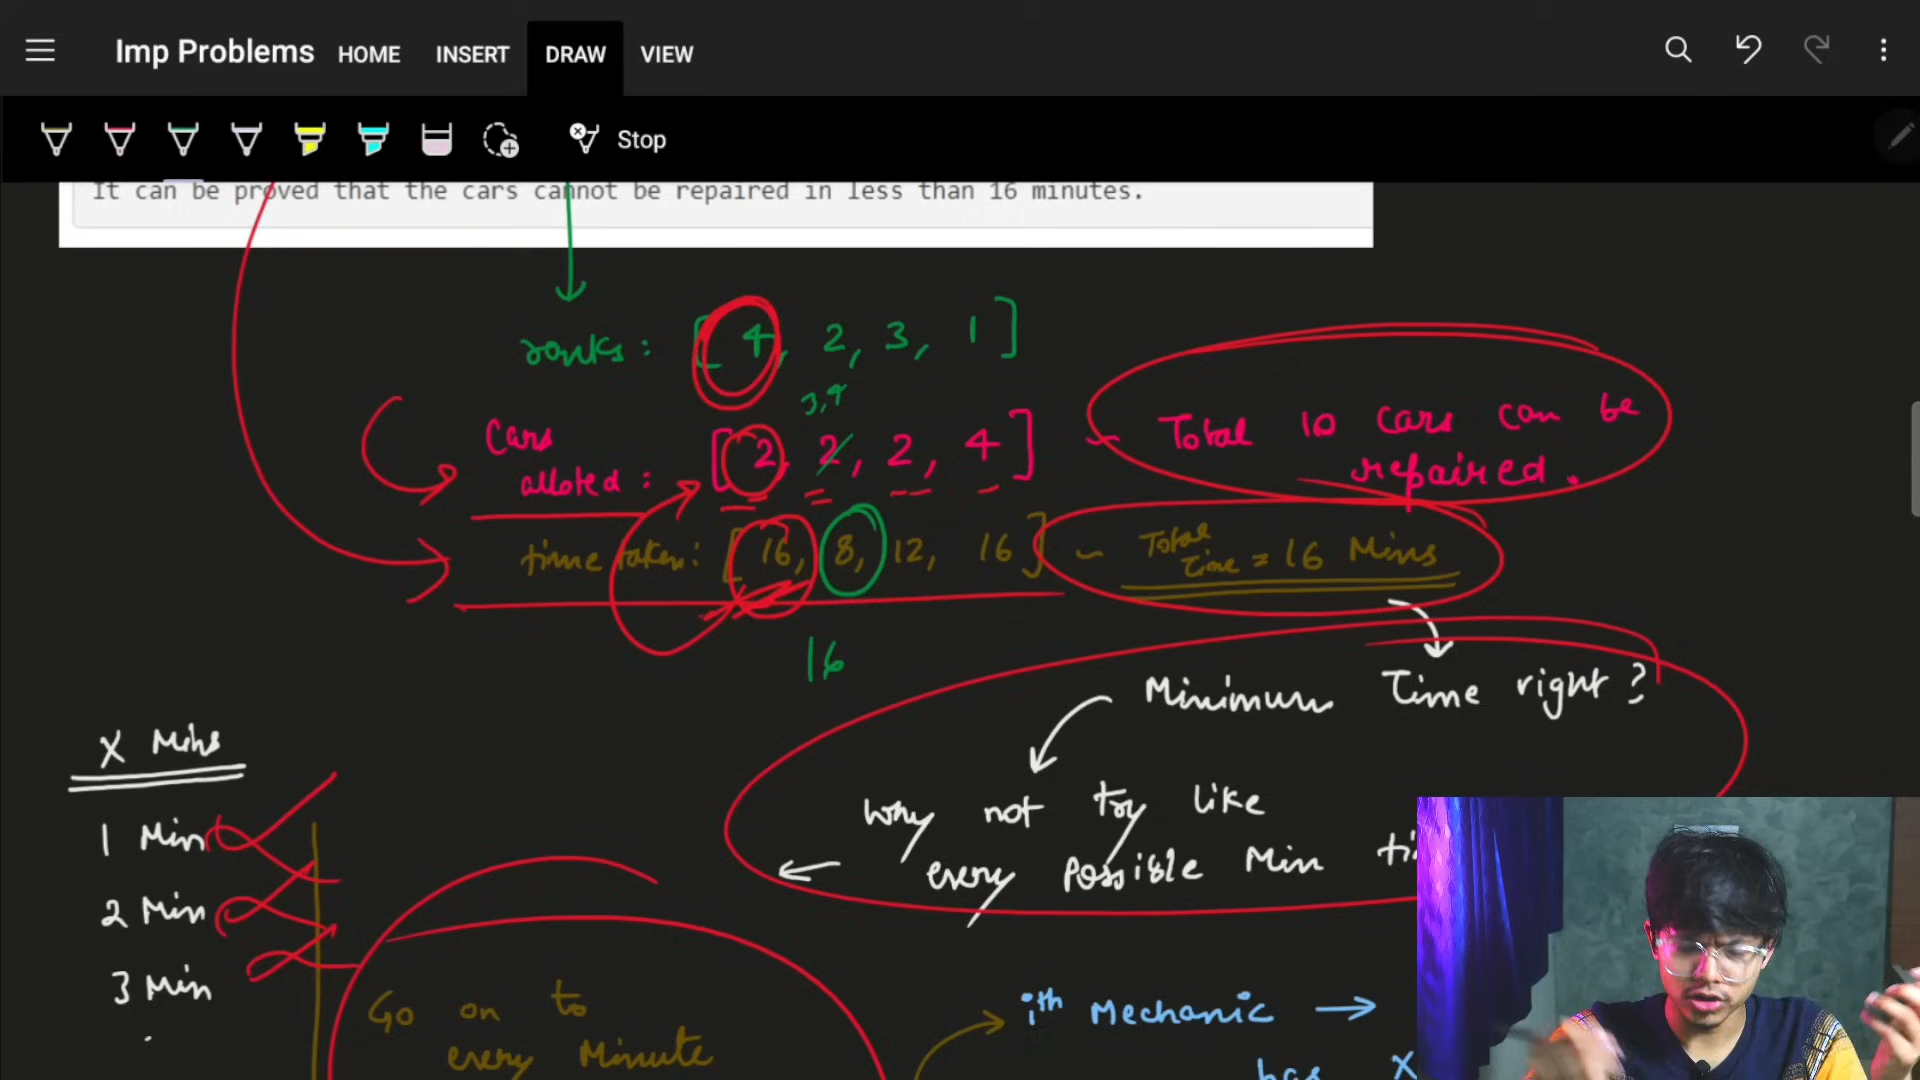 Imp Problems HOME INSERT DRAW VIEW
Stop
It can be proved that the cars cannot be repaired in less than 16 minutes.
ranks : [ 4, 2, 3, 1 ]
3,4
Cars alloted : [ 2, 2, 2, 4 ] - Total 10 Cars can be repaired.
time taken : [ 16, 8, 12, 16 ] - Total Time = 16 Mins
16
Minimum Time right ?
X Mins
1 Min
2 Min
3 Min
why not try like
every Possible Min
Go on to
every Minute
ith Mechanic →
has X